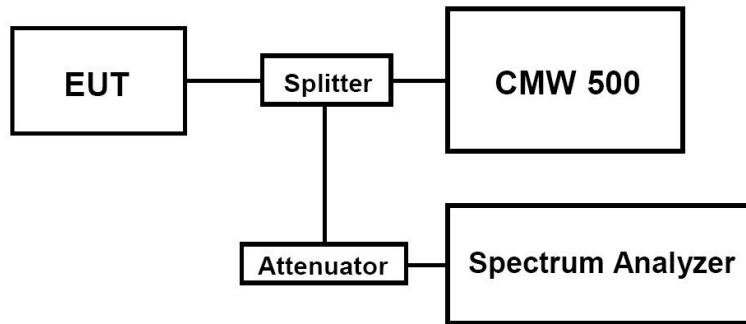 EUT
Splitter
CMW 500
Attenuator
Spectrum Analyzer